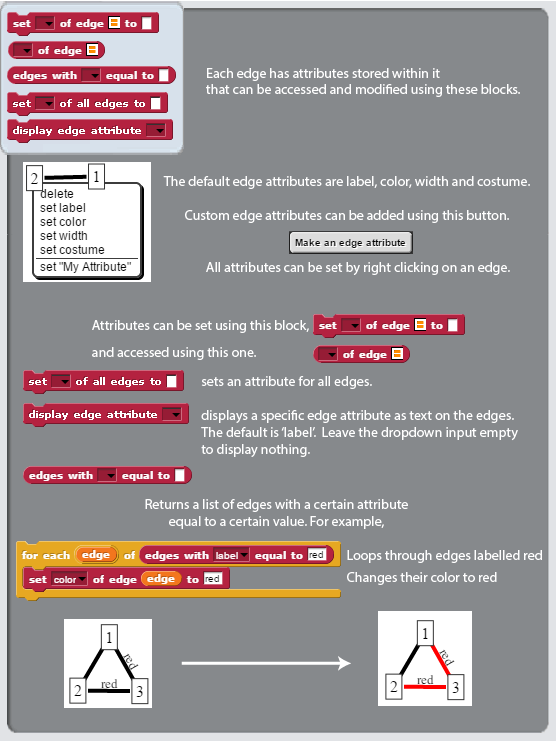 set of edge to
of edge
edges with equal to
set of all edges to
display edge attribute
Each edge has attributes stored within it
that can be accessed and modified using these blocks.
2 1
delete
set label
set color
set width
set costume
set "My Attribute"
The default edge attributes are label, color, width and costume.
Custom edge attributes can be added using this button.
Make an edge attribute
All attributes can be set by right clicking on an edge.
Attributes can be set using this block, set of edge to
and accessed using this one. of edge
set of all edges to sets an attribute for all edges.
display edge attribute displays a specific edge attribute as text on the edges.
The default is 'label'. Leave the dropdown input empty
to display nothing.
edges with equal to
Returns a list of edges with a certain attribute
equal to a certain value. For example,
for each edge of edges with label equal to red Loops through edges labelled red
set color of edge edge to red Changes their color to red
1
red
2 red 3
1
red
2 red 3